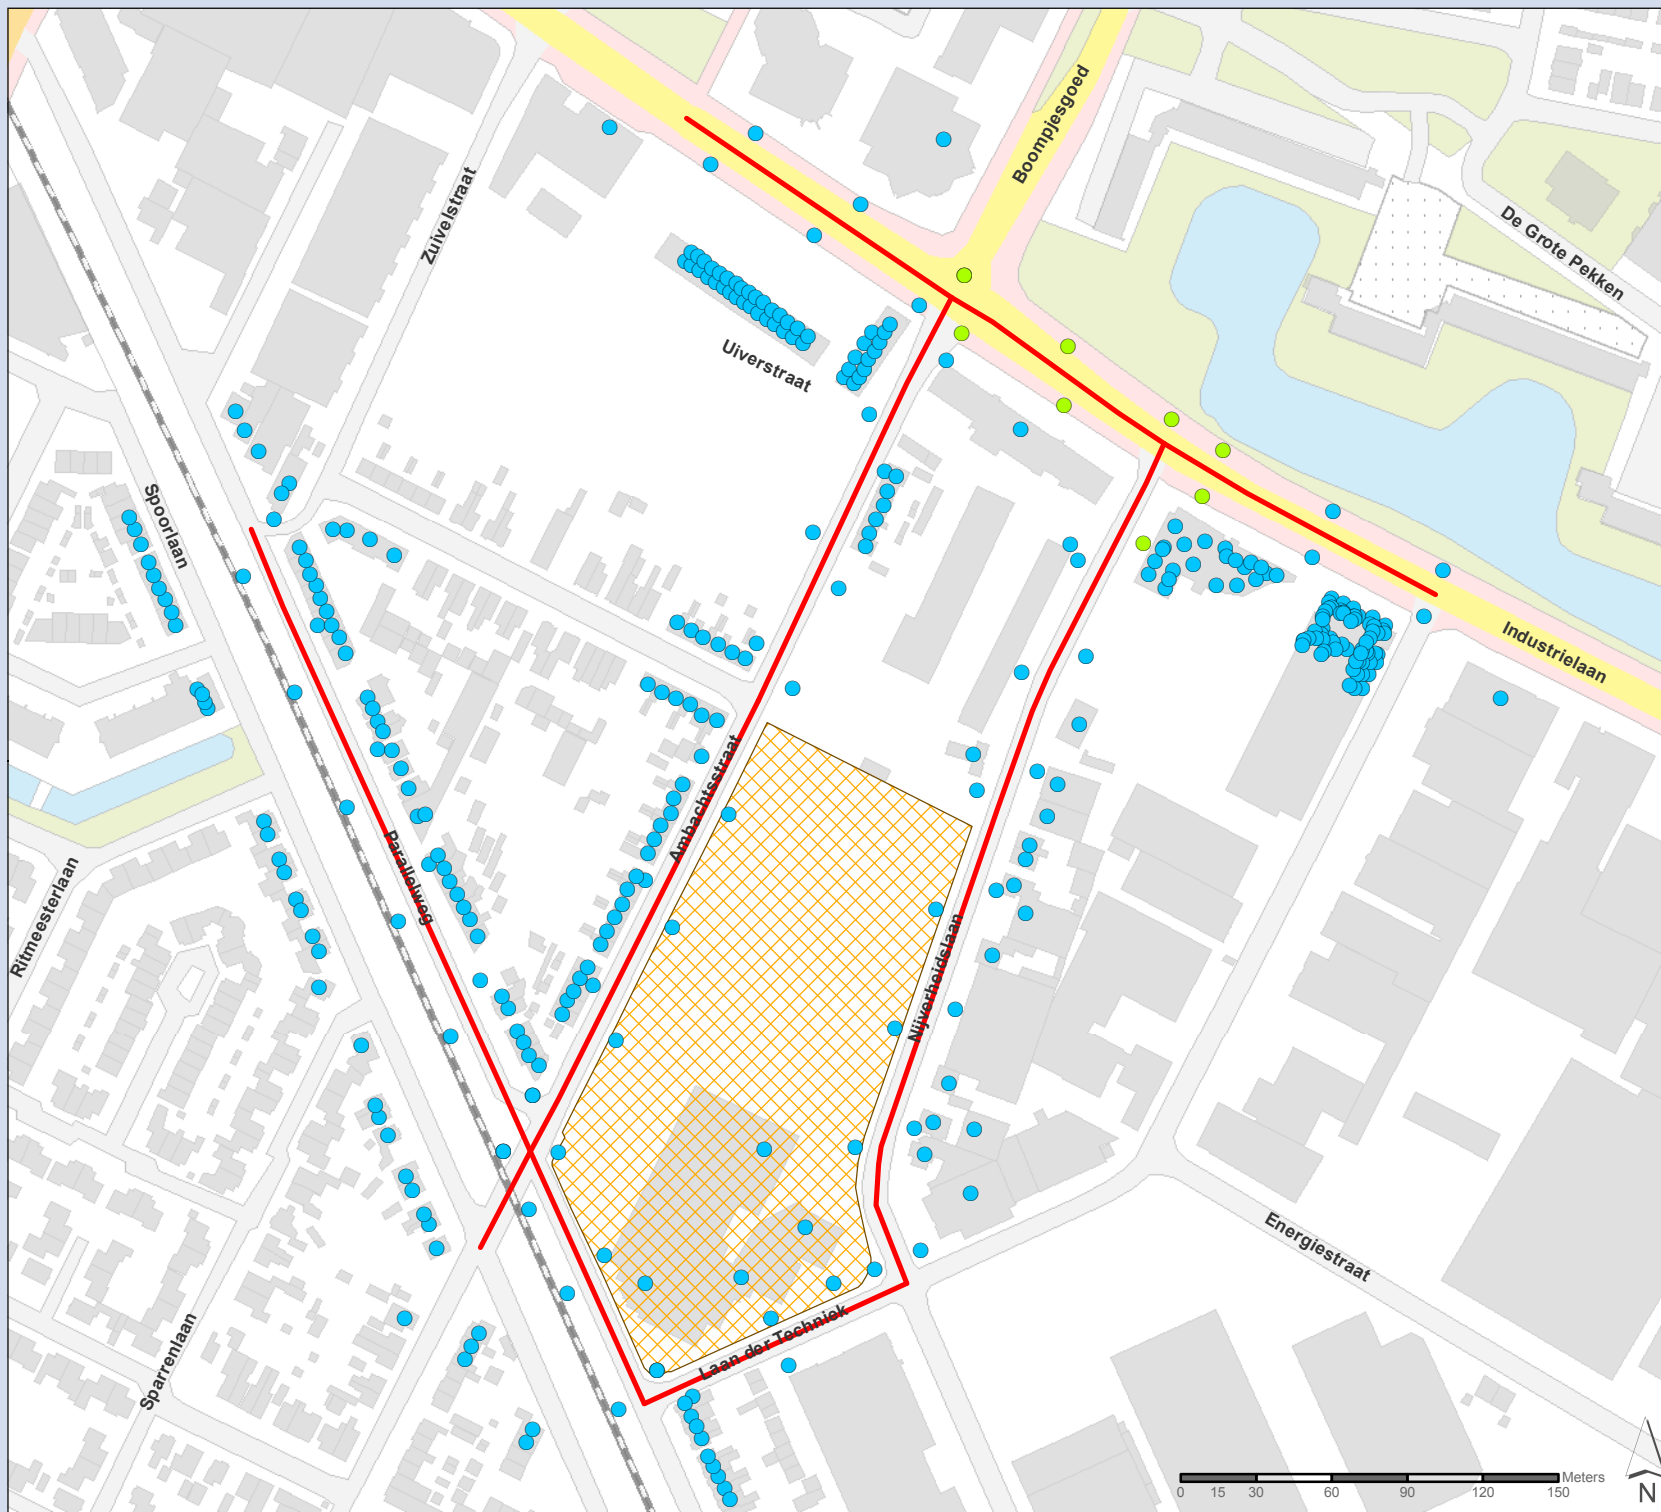 Boompjesgoed
Zuivelstraat
De Grote Pekken
Uiverstraat
Spoorlaan
Industrielaan
Ambachtsstraat
Parallelweg
Ritmeesterlaan
Nijverheidslaan
Energiestraat
Laan der Techniek
Sparrenlaan
Meters
0 15 30 60 90 120 150
N